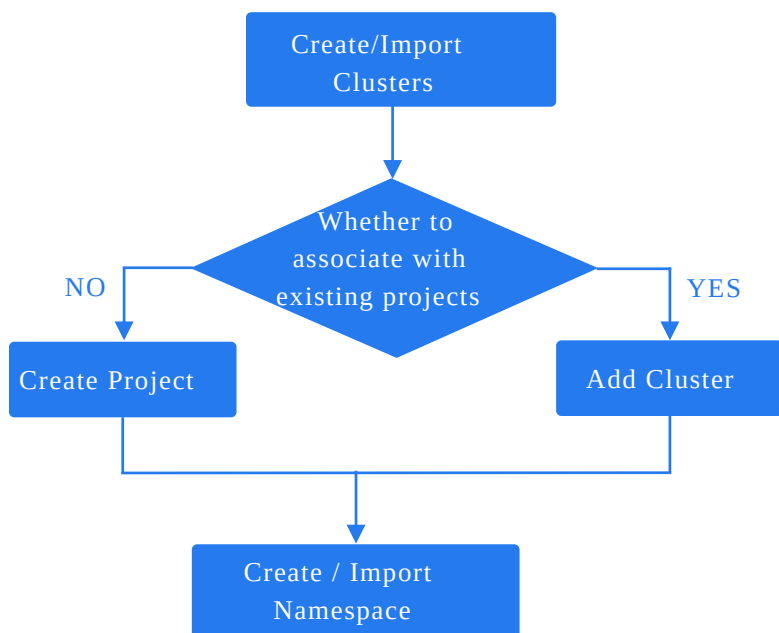 Create/Import
Clusters
Whether to
associate with
existing projects
NO
YES
Create Project
Add Cluster
Create / Import
Namespace